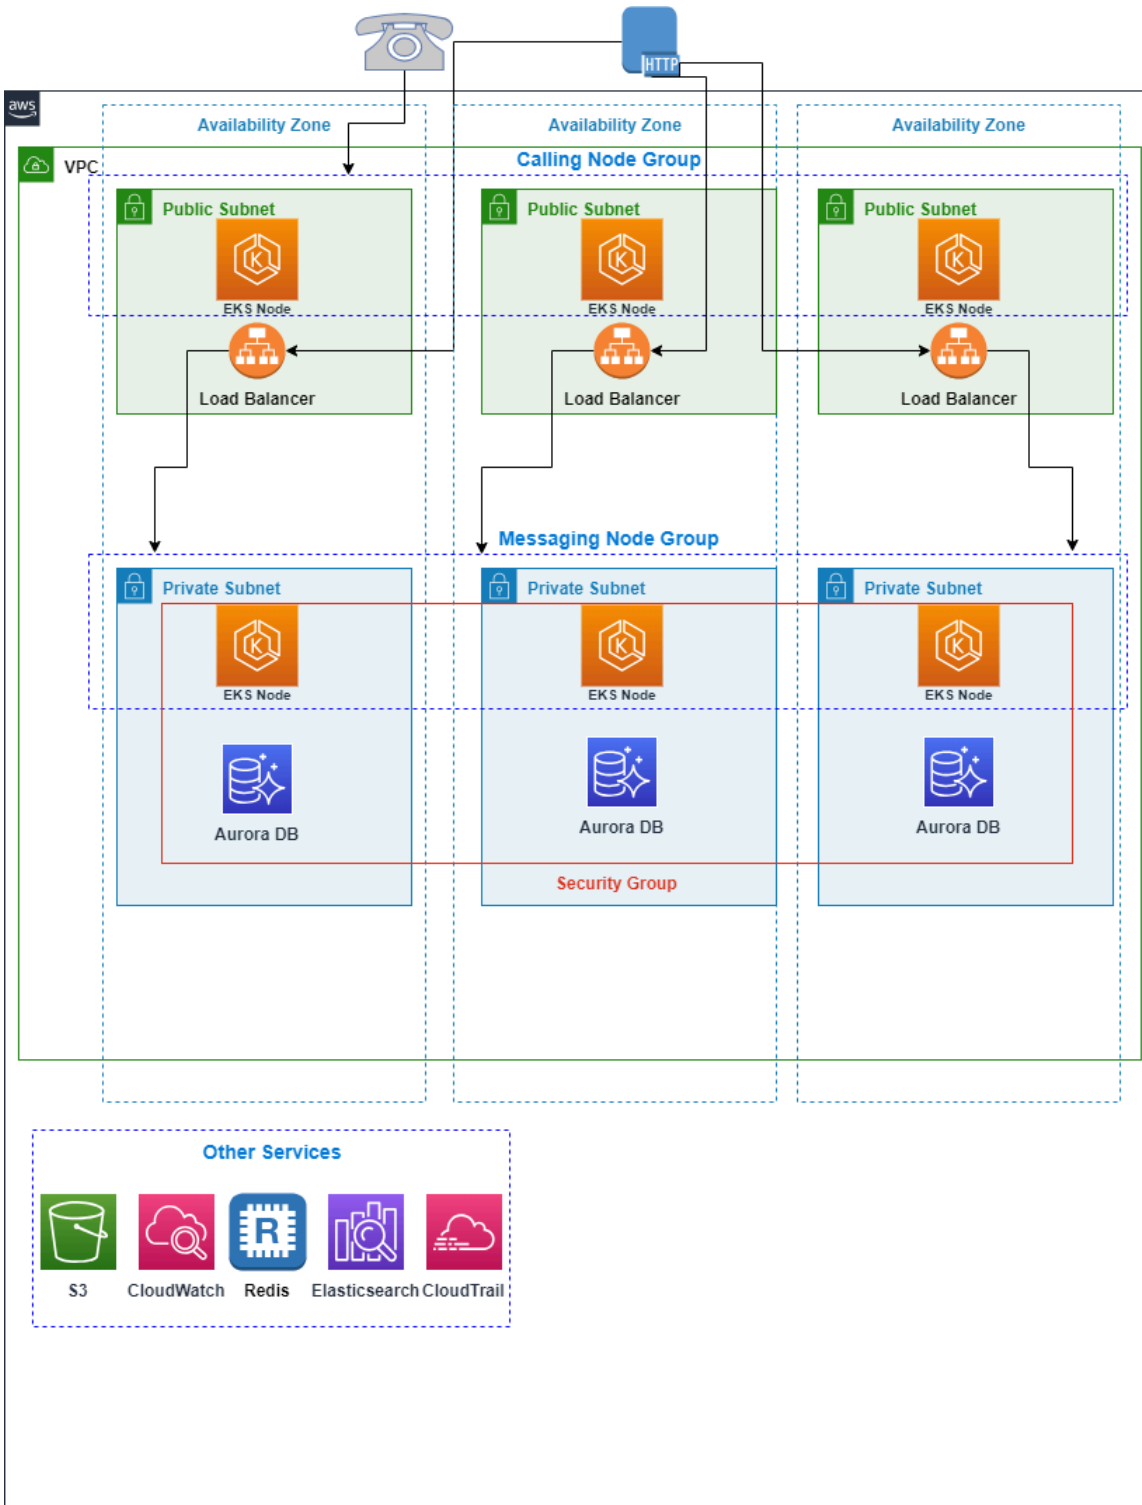 HTTP
aws
Availability Zone
Availability Zone
Availability Zone
VPC
Calling Node Group
Public Subnet
Public Subnet
Public Subnet
K
K
K
EKS Node
EKS Node
EKS Node
Load Balancer
Load Balancer
Load Balancer
Messaging Node Group
Private Subnet
Private Subnet
Private Subnet
K
K
K
EKS Node
EKS Node
EKS Node
Aurora DB
Aurora DB
Aurora DB
Security Group
Other Services
R
S3
CloudWatch
Redis
Elasticsearch
CloudTrail